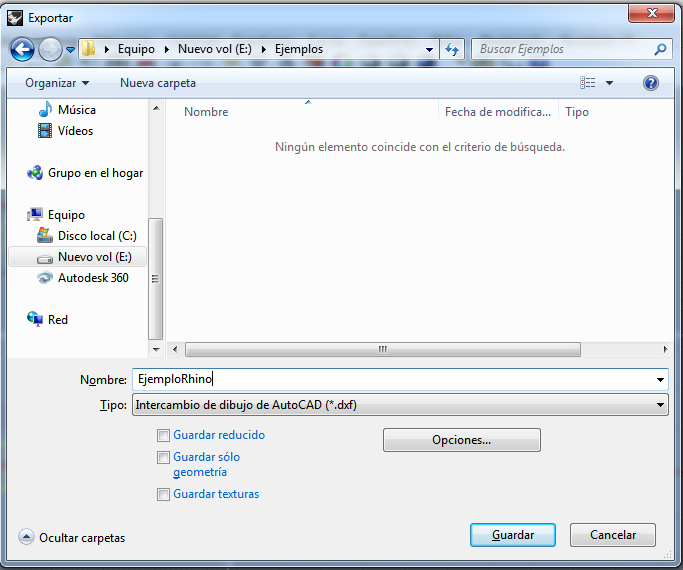 Exportar
Equipo Nuevo vol (E:) Ejemplos
Buscar Ejemplos
Organizar Nueva carpeta
Música
Vídeos
Grupo en el hogar
Equipo
Disco local (C:)
Nuevo vol (E:)
Autodesk 360
Red
Nombre Fecha de modifica... Tipo
Ningún elemento coincide con el criterio de búsqueda.
Nombre: EjemploRhino
Tipo: Intercambio de dibujo de AutoCAD (*.dxf)
Guardar reducido
Guardar sólo
geometría
Guardar texturas
Opciones...
Ocultar carpetas
Guardar Cancelar